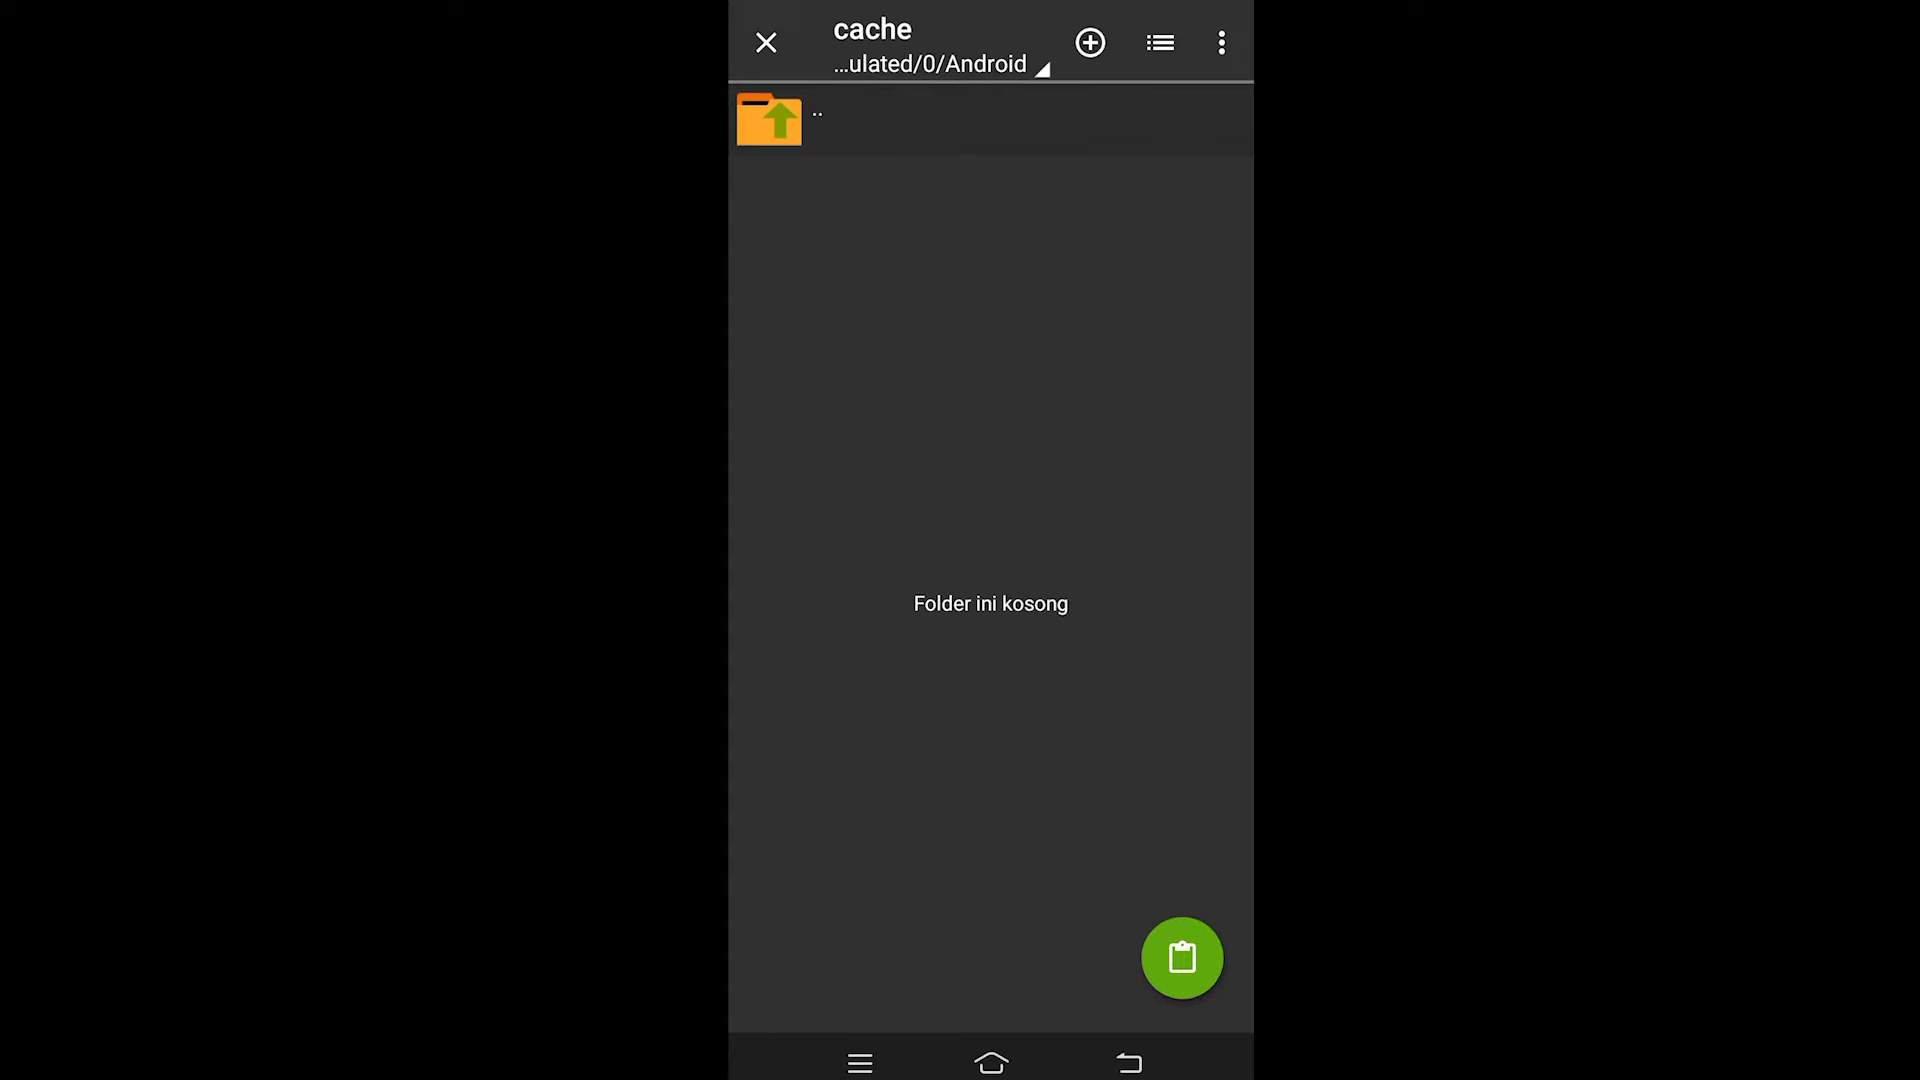 cache
...ulated/0/Android
..
Folder ini kosong